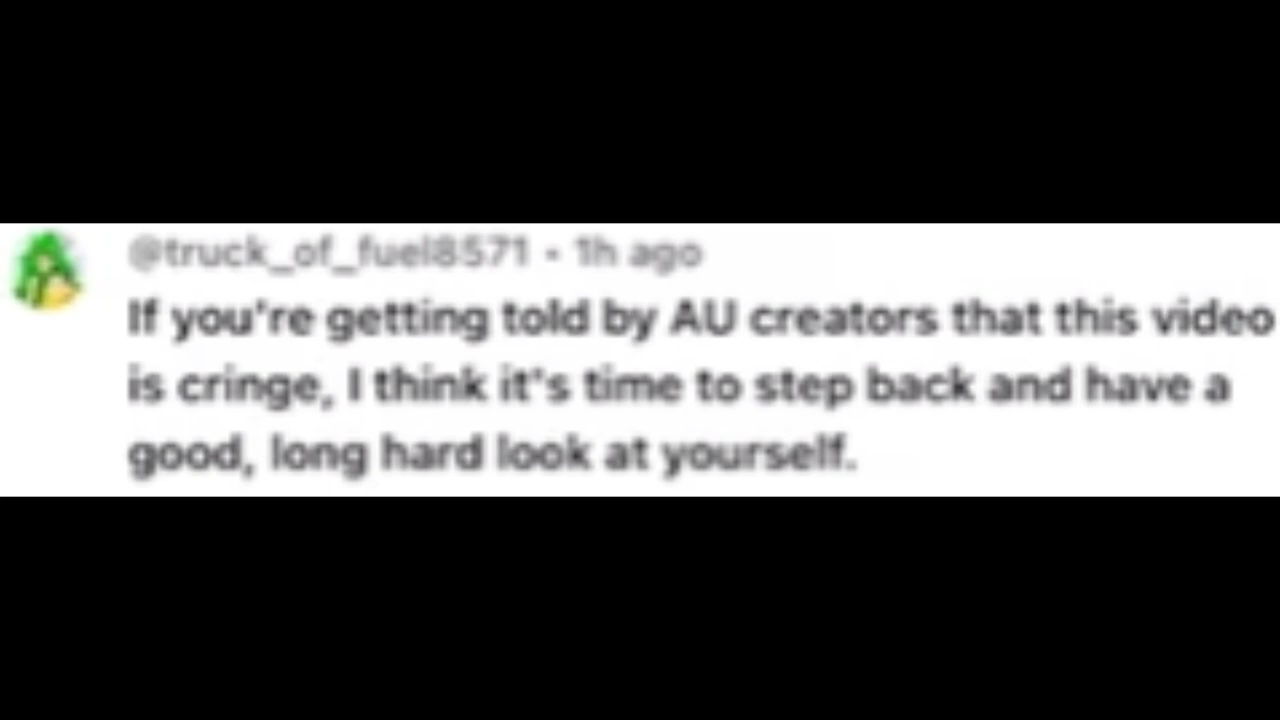 @truck_of_fuel8571 • 1h ago
If you're getting told by AU creators that this video
is cringe, I think it's time to step back and have a
good, long hard look at yourself.